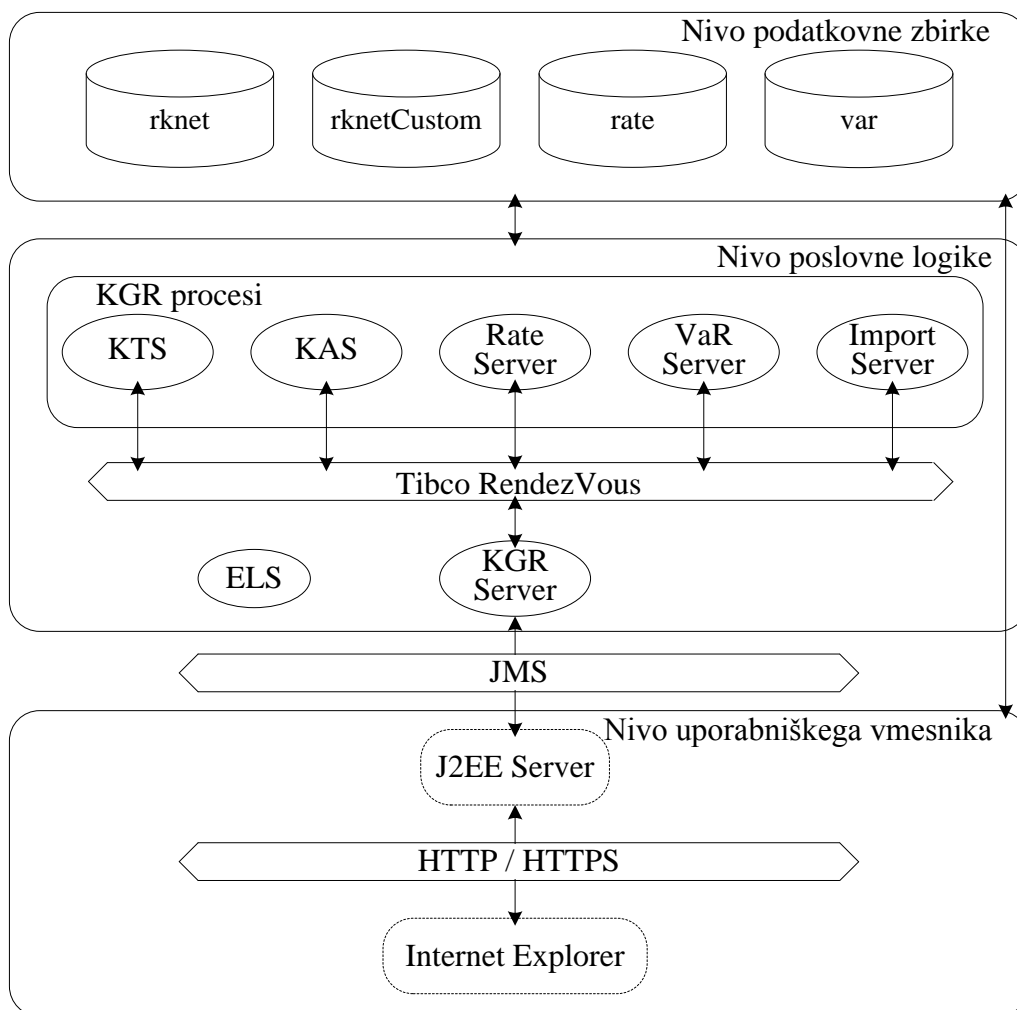 Nivo podatkovne zbirke
rknet
rknetCustom
rate
var
Nivo poslovne logike
KGR procesi
KTS
KAS
Rate
Server
VaR
Server
Import
Server
Tibco RendezVous
ELS
KGR
Server
JMS
Nivo uporabniškega vmesnika
J2EE Server
HTTP / HTTPS
Internet Explorer